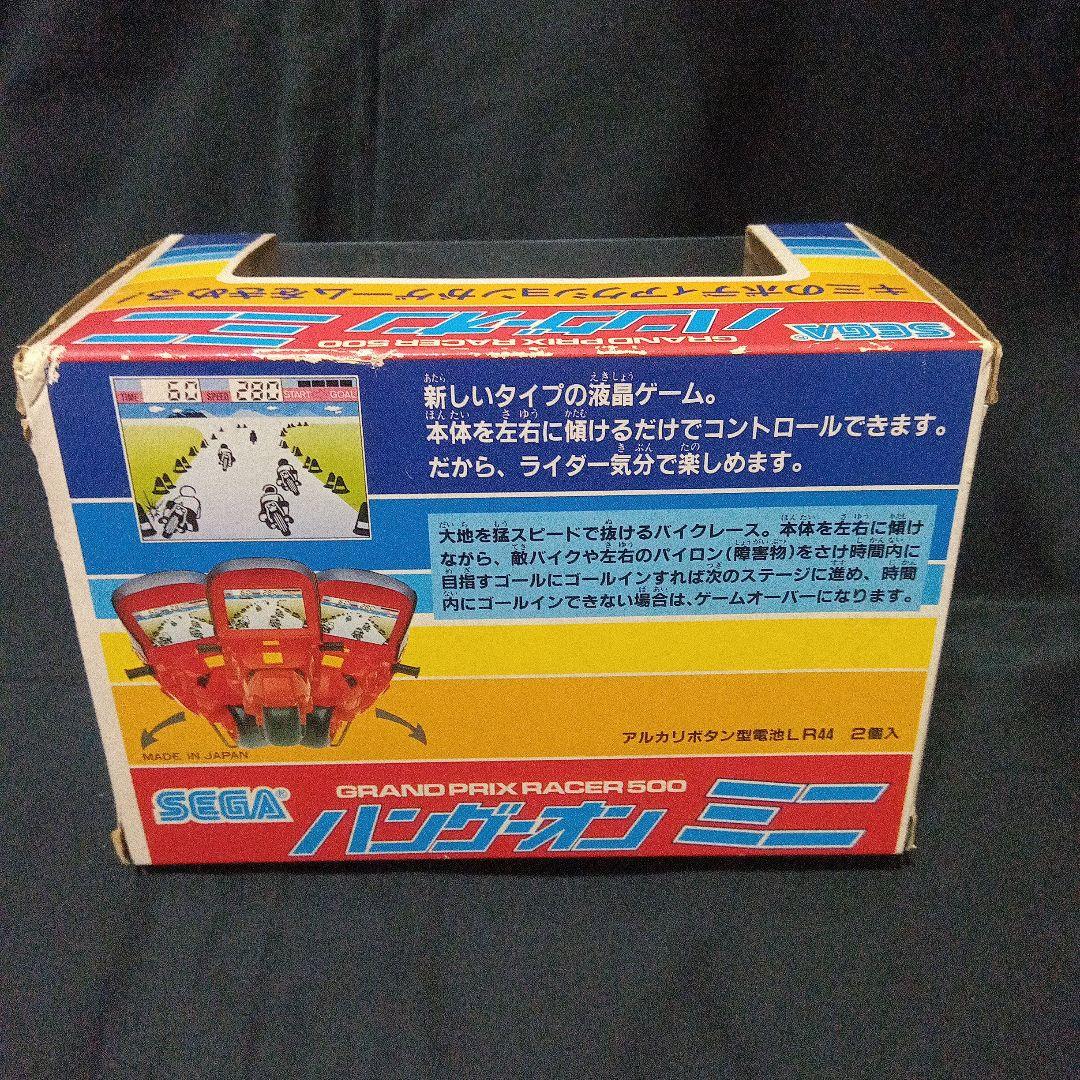 キミのボディアクションがゲームをきめる!
SEGA®
GRAND PRIX RACER 500
ハングーオン ミニ
TIME 60 SPEED 280 START GOAL
新しいタイプの液晶ゲーム。
本体を左右に傾けるだけでコントロールできます。
だから、ライダー気分で楽しめます。
大地を猛スピードで抜けるバイクレース。本体を左右に傾け
ながら、敵バイクや左右のパイロン(障害物)をさけ時間内に
目指すゴールにゴールインすれば次のステージに進め、時間
内にゴールインできない場合は、ゲームオーバーになります。
アルカリボタン型電池LR44 2個入
MADE IN JAPAN
SEGA®
GRAND PRIX RACER 500
ハングーオン ミニ